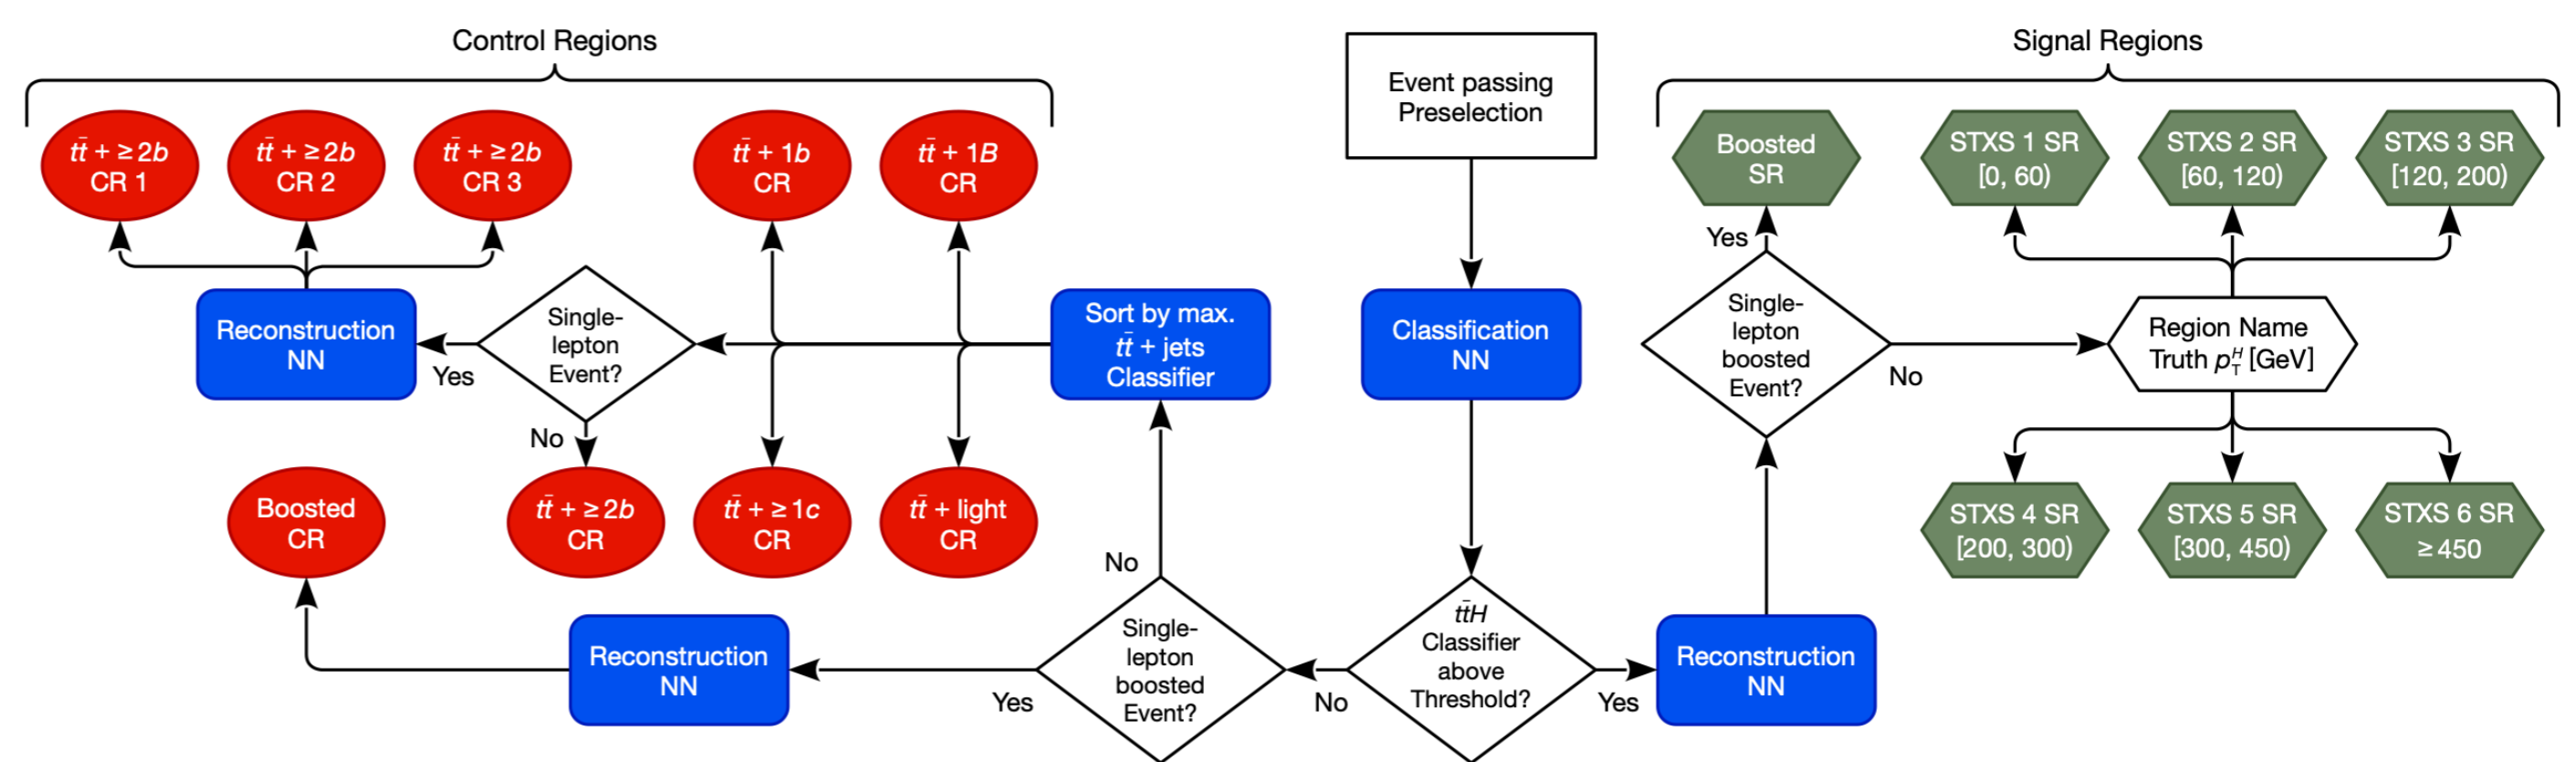 Control Regions
Signal Regions
Event passing
Preselection
tt̄ + ≥ 2b
CR 1
tt̄ + ≥ 2b
CR 2
tt̄ + ≥ 2b
CR 3
tt̄ + 1b
CR
tt̄ + 1B
CR
Boosted
SR
STXS 1 SR
[0, 60)
STXS 2 SR
[60, 120)
STXS 3 SR
[120, 200)
Yes
Reconstruction
NN
Yes
Single-
lepton
Event?
No
Sort by max.
tt̄ + jets
Classifier
Classification
NN
Single-
lepton
boosted
Event?
No
Region Name
Truth p_T^H [GeV]
Boosted
CR
tt̄ + ≥ 2b
CR
tt̄ + ≥ 1c
CR
tt̄ + light
CR
STXS 4 SR
[200, 300)
STXS 5 SR
[300, 450)
STXS 6 SR
≥ 450
No
Reconstruction
NN
Yes
Single-
lepton
boosted
Event?
No
tt̄H
Classifier
above
Threshold?
Yes
Reconstruction
NN